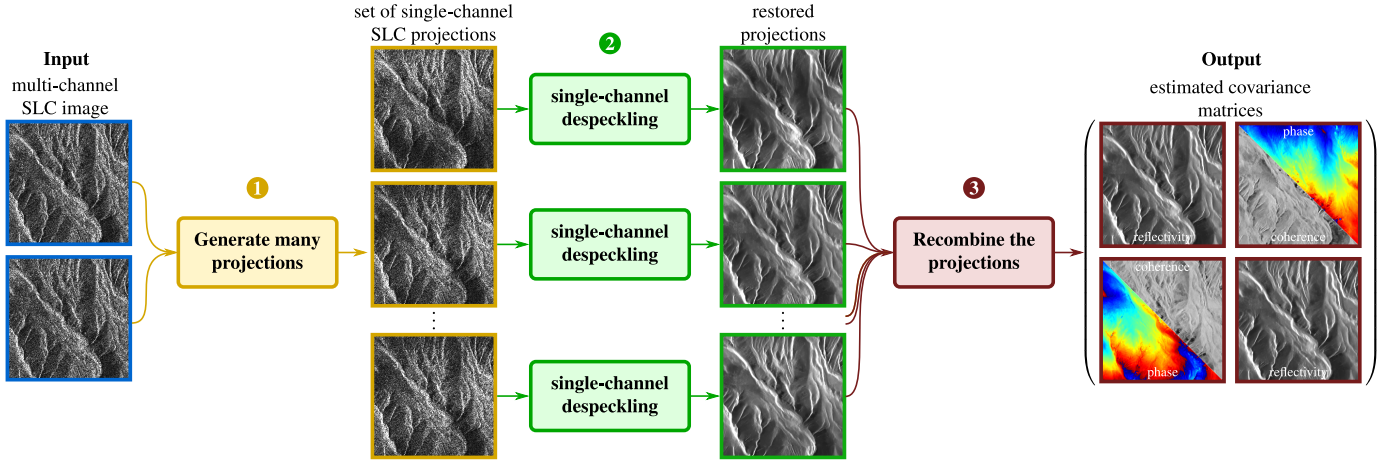 Input
multi-channel
SLC image
1
Generate many
projections
set of single-channel
SLC projections
2
single-channel
despeckling
single-channel
despeckling
single-channel
despeckling
restored
projections
3
Recombine the
projections
Output
estimated covariance
matrices
reflectivity
phase
coherence
coherence
phase
reflectivity